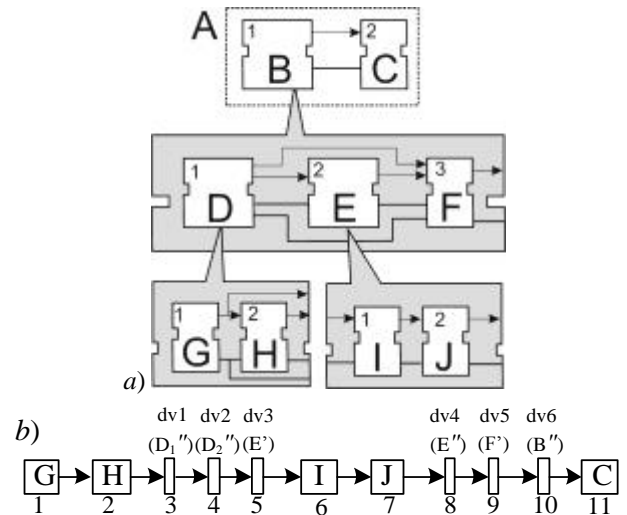 A
1 2
B C
1 2 3
D E F
1 2 1 2
G H I J
a)
b)
dv1 dv2 dv3 dv4 dv5 dv6
(D₁″) (D₂″) (E') (E″) (F') (B″)
G H I J C
1 2 3 4 5 6 7 8 9 10 11